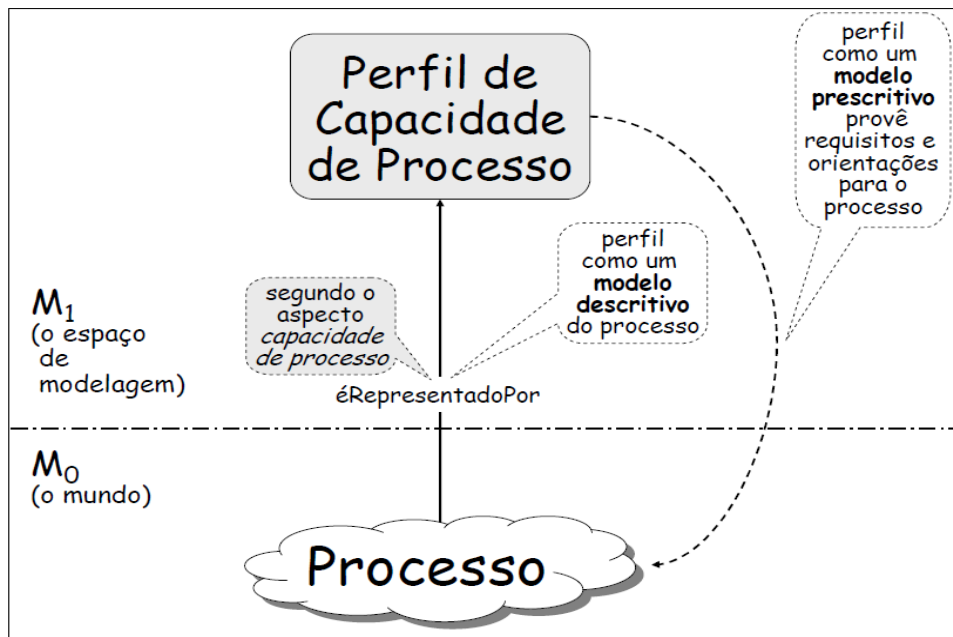 Perfil de
Capacidade
de Processo
perfil
como um
modelo
prescritivo
provê
requisitos e
orientações
para o
processo
perfil
como um
modelo
descritivo
do processo
segundo o
aspecto
capacidade
de processo
M1
(o espaço
de
modelagem)
éRepresentadoPor
M0
(o mundo)
Processo